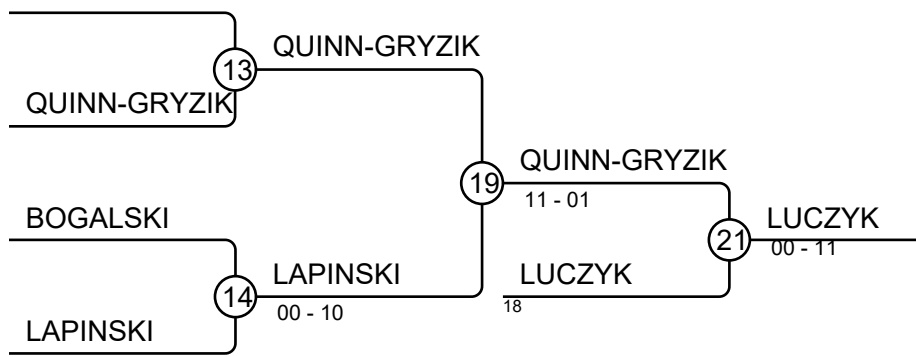 QUINN-GRYZIK
13
QUINN-GRYZIK
QUINN-GRYZIK
19
11 - 01
BOGALSKI
LUCZYK
21
00 - 11
LAPINSKI
14
00 - 10
LUCZYK
18
LAPINSKI